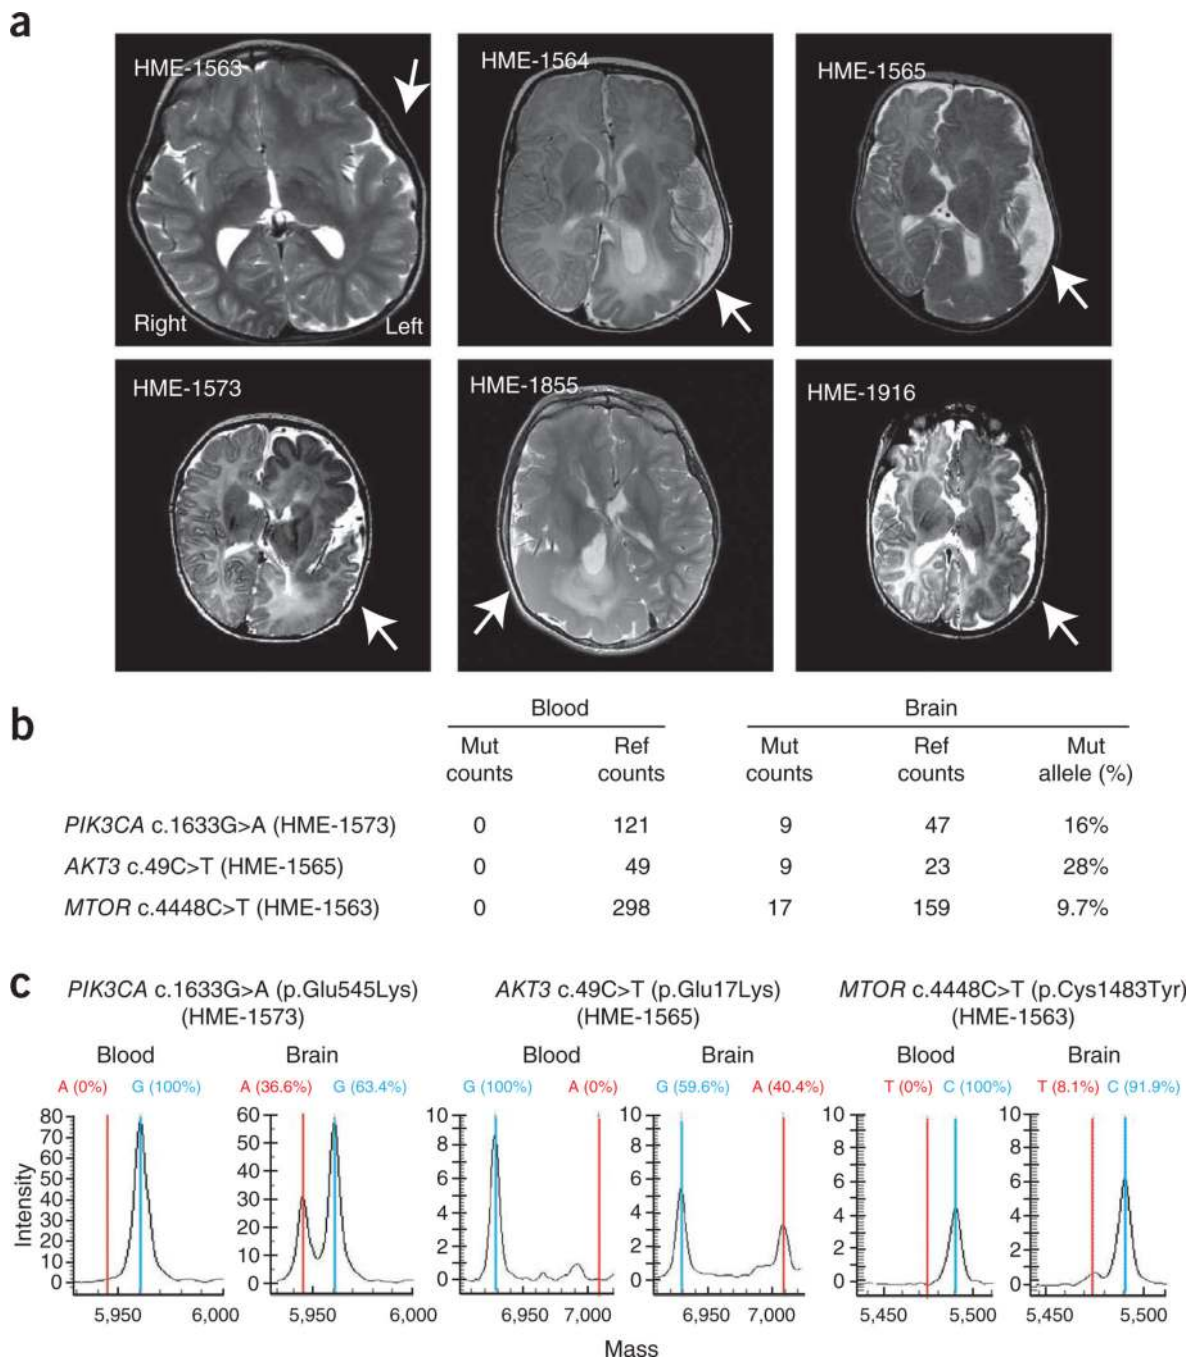 a
HME-1563
HME-1564
HME-1565
Right
Left
HME-1573
HME-1855
HME-1916
b
Blood
Brain
Mut counts
Ref counts
Mut counts
Ref counts
Mut allele (%)
PIK3CA c.1633G>A (HME-1573) 0 121 9 47 16%
AKT3 c.49C>T (HME-1565) 0 49 9 23 28%
MTOR c.4448C>T (HME-1563) 0 298 17 159 9.7%
c
PIK3CA c.1633G>A (p.Glu545Lys)
(HME-1573)
AKT3 c.49C>T (p.Glu17Lys)
(HME-1565)
MTOR c.4448C>T (p.Cys1483Tyr)
(HME-1563)
Blood
Brain
Blood
Brain
Blood
Brain
A (0%) G (100%)
A (36.6%) G (63.4%)
G (100%) A (0%)
G (59.6%) A (40.4%)
T (0%) C (100%)
T (8.1%) C (91.9%)
Intensity
80
70
60
50
40
30
20
10
0
5,950 6,000
60
50
40
30
20
10
0
5,950 6,000
10
8
6
4
2
0
6,950 7,000
10
8
6
4
2
0
6,950 7,000
10
8
6
4
2
0
5,450 5,500
10
8
6
4
2
0
5,450 5,500
Mass